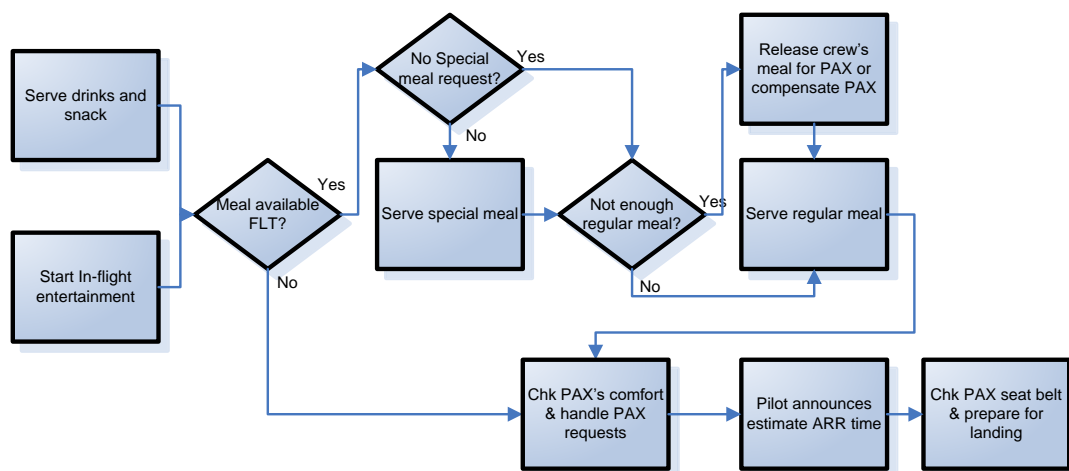 Serve drinks and
snack
Start In-flight
entertainment
Meal available
FLT?
Yes
No
No Special
meal request?
Yes
No
Serve special meal
Not enough
regular meal?
Yes
No
Release crew's
meal for PAX or
compensate PAX
Serve regular meal
Chk PAX's comfort
& handle PAX
requests
Pilot announces
estimate ARR time
Chk PAX seat belt
& prepare for
landing